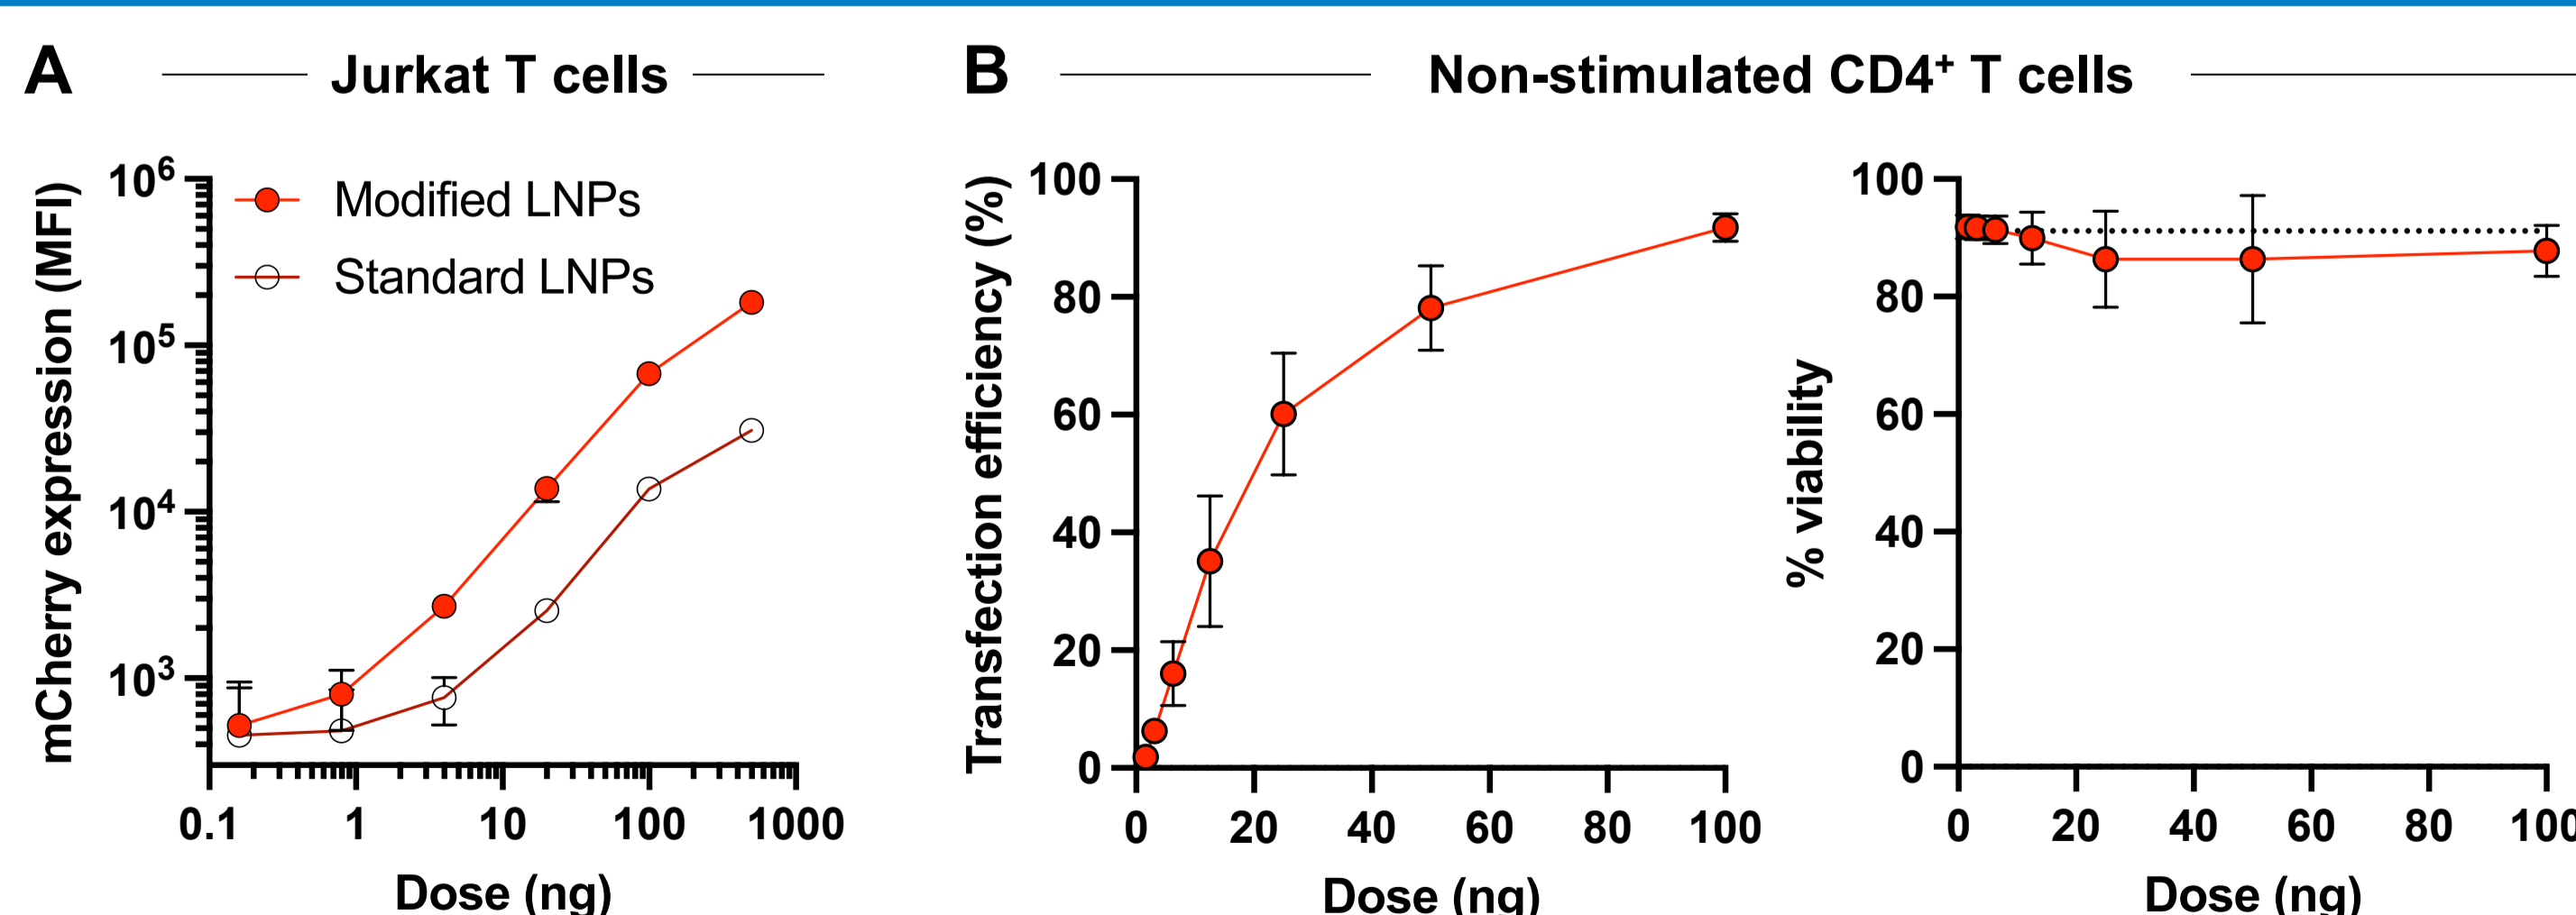 A
Jurkat T cells
mCherry expression (MFI)
10⁶
10⁵
10⁴
10³
Modified LNPs
Standard LNPs
0.1 1 10 100 1000
Dose (ng)
B
Non-stimulated CD4⁺ T cells
Transfection efficiency (%)
100
80
60
40
20
0
0 20 40 60 80 100
Dose (ng)
% viability
100
80
60
40
20
0
0 20 40 60 80 100
Dose (ng)